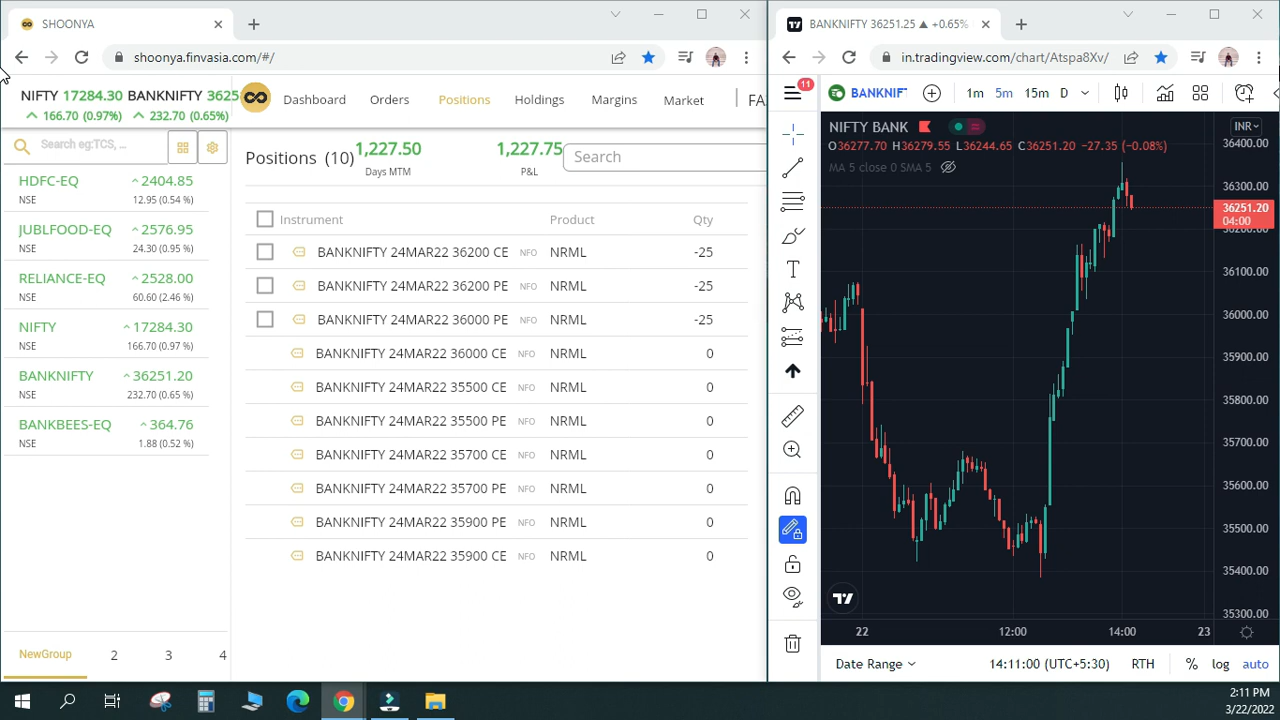 SHOONYA
shoonya.finvasia.com/#/
NIFTY 17284.30 BANKNIFTY 3625
166.70 (0.97%) 232.70 (0.65%)
Dashboard Orders Positions Holdings Margins Market FA
Search eg:TCS, ...
HDFC-EQ 2404.85
NSE 12.95 (0.54 %)
JUBLFOOD-EQ 2576.95
NSE 24.30 (0.95 %)
RELIANCE-EQ 2528.00
NSE 60.60 (2.46 %)
NIFTY 17284.30
NSE 166.70 (0.97 %)
BANKNIFTY 36251.20
NSE 232.70 (0.65 %)
BANKBEES-EQ 364.76
NSE 1.88 (0.52 %)
NewGroup 2 3 4
Positions (10) 1,227.50 1,227.75 Search
Days MTM P&L
Instrument Product Qty
BANKNIFTY 24MAR22 36200 CE NFO NRML -25
BANKNIFTY 24MAR22 36200 PE NFO NRML -25
BANKNIFTY 24MAR22 36000 PE NFO NRML -25
BANKNIFTY 24MAR22 36000 CE NFO NRML 0
BANKNIFTY 24MAR22 35500 CE NFO NRML 0
BANKNIFTY 24MAR22 35500 PE NFO NRML 0
BANKNIFTY 24MAR22 35700 CE NFO NRML 0
BANKNIFTY 24MAR22 35700 PE NFO NRML 0
BANKNIFTY 24MAR22 35900 PE NFO NRML 0
BANKNIFTY 24MAR22 35900 CE NFO NRML 0
BANKNIFTY 36251.25 ▲ +0.65%
in.tradingview.com/chart/Atspa8Xv/
11
BANKNIF 1m 5m 15m D
NIFTY BANK INR
O36277.70 H36279.55 L36244.65 C36251.20 -27.35 (-0.08%)
MA 5 close 0 SMA 5
36400.00
36300.00
36251.20
04:00
36200.00
36100.00
36000.00
35900.00
35800.00
35700.00
35600.00
35500.00
35400.00
35300.00
22 12:00 14:00 23
Date Range 14:11:00 (UTC+5:30) RTH % log auto
2:11 PM
3/22/2022